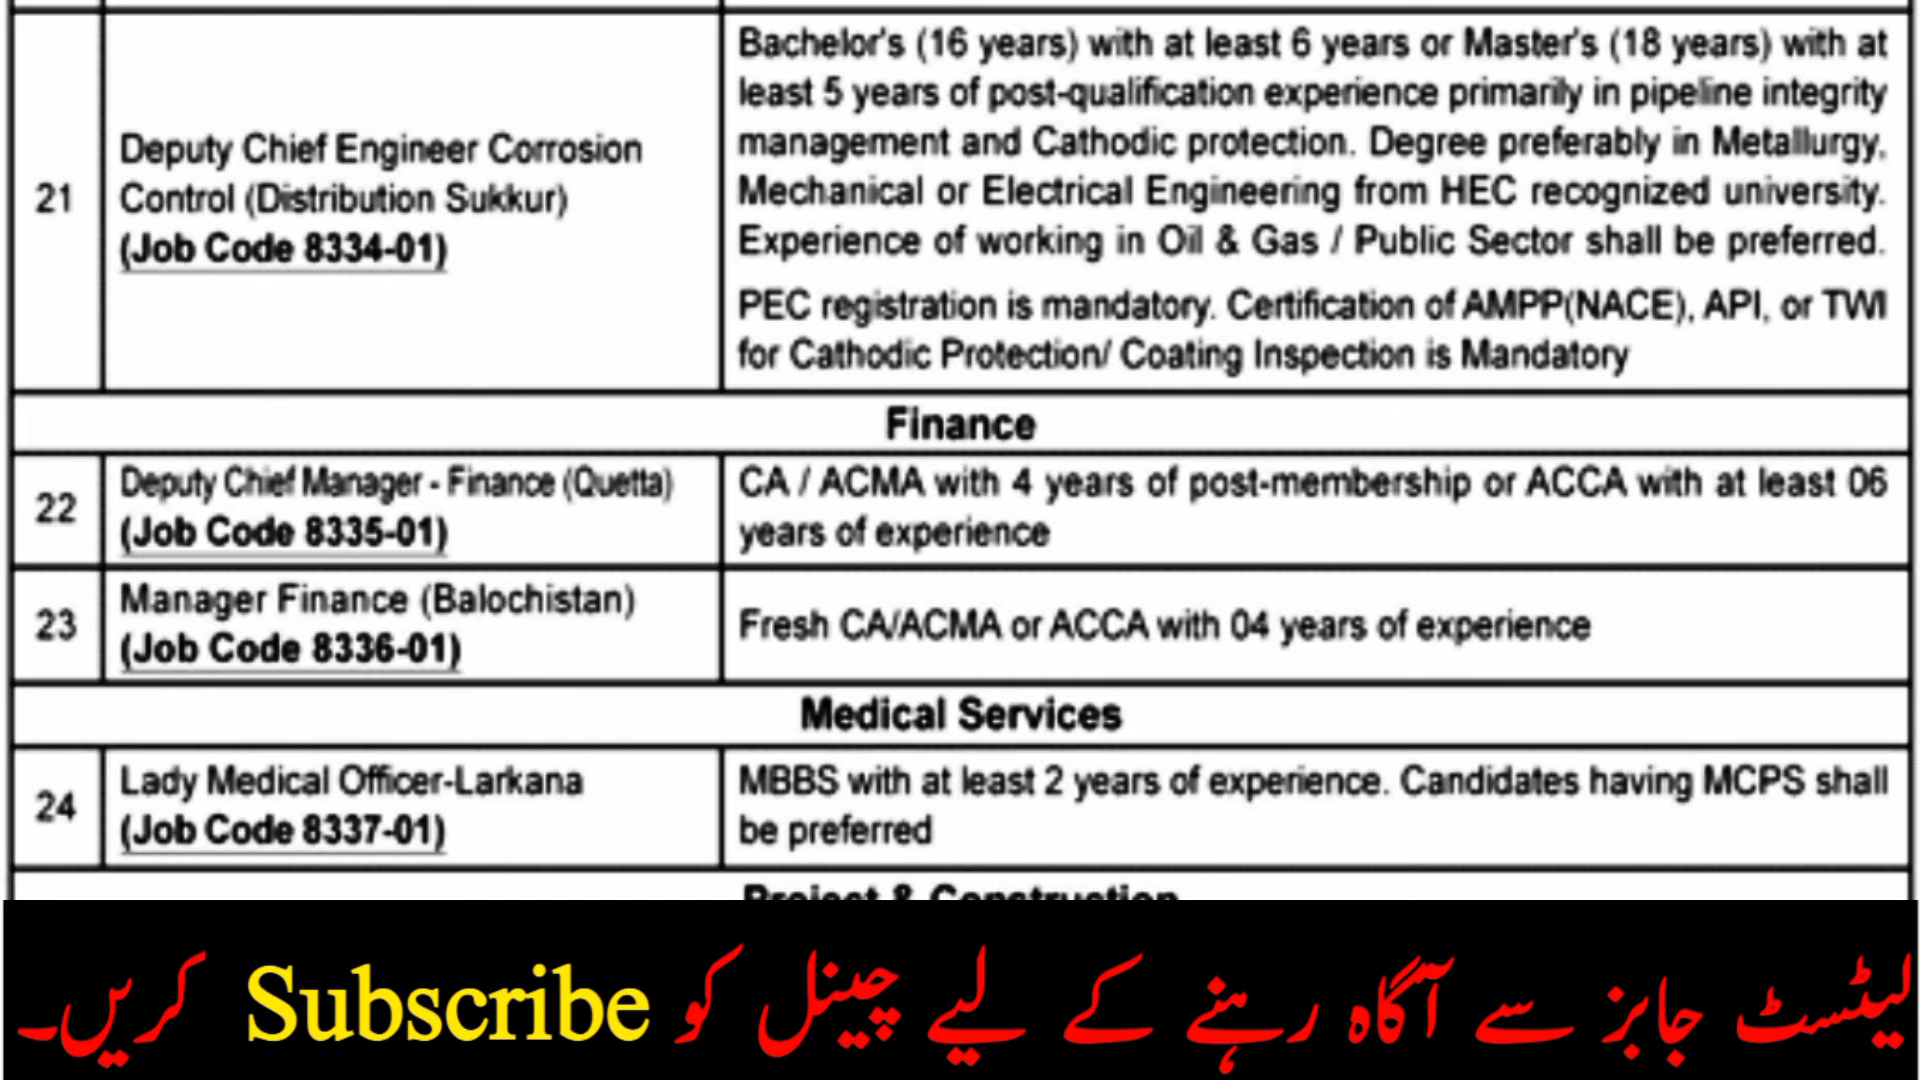 21
Deputy Chief Engineer Corrosion
Control (Distribution Sukkur)
(Job Code 8334-01)
Bachelor's (16 years) with at least 6 years or Master's (18 years) with at
least 5 years of post-qualification experience primarily in pipeline integrity
management and Cathodic protection. Degree preferably in Metallurgy,
Mechanical or Electrical Engineering from HEC recognized university.
Experience of working in Oil & Gas / Public Sector shall be preferred.
PEC registration is mandatory. Certification of AMPP(NACE), API, or TWI
for Cathodic Protection/ Coating Inspection is Mandatory
Finance
22
Deputy Chief Manager - Finance (Quetta)
(Job Code 8335-01)
CA / ACMA with 4 years of post-membership or ACCA with at least 06
years of experience
23
Manager Finance (Balochistan)
(Job Code 8336-01)
Fresh CA/ACMA or ACCA with 04 years of experience
Medical Services
24
Lady Medical Officer-Larkana
(Job Code 8337-01)
MBBS with at least 2 years of experience. Candidates having MCPS shall
be preferred
Project & Construction
لیٹسٹ جابز سے آگاہ رہنے کے لیے چینل کو Subscribe کریں۔